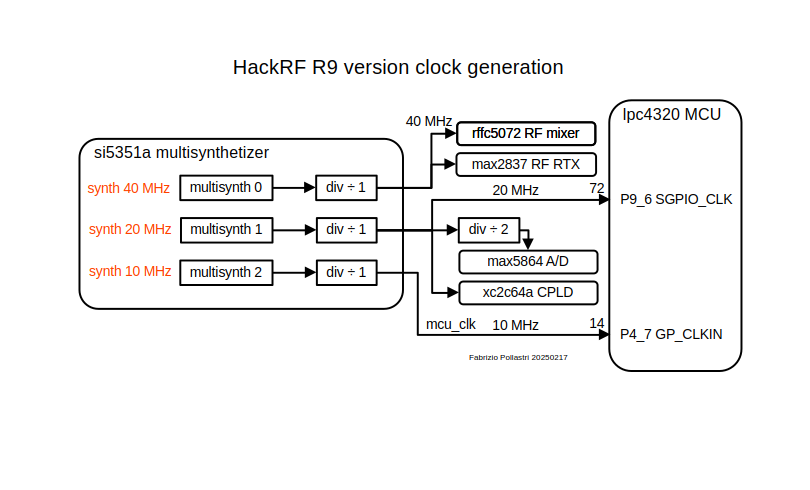 HackRF R9 version clock generation
lpc4320 MCU
40 MHz
rffc5072 RF mixer
si5351a multisynthetizer
max2837 RF RTX
synth 40 MHz
multisynth 0
div ÷ 1
20 MHz
72
P9_6 SGPIO_CLK
synth 20 MHz
multisynth 1
div ÷ 1
div ÷ 2
max5864 A/D
synth 10 MHz
multisynth 2
div ÷ 1
xc2c64a CPLD
mcu_clk
10 MHz
14
P4_7 GP_CLKIN
Fabrizio Pollastri 20250217